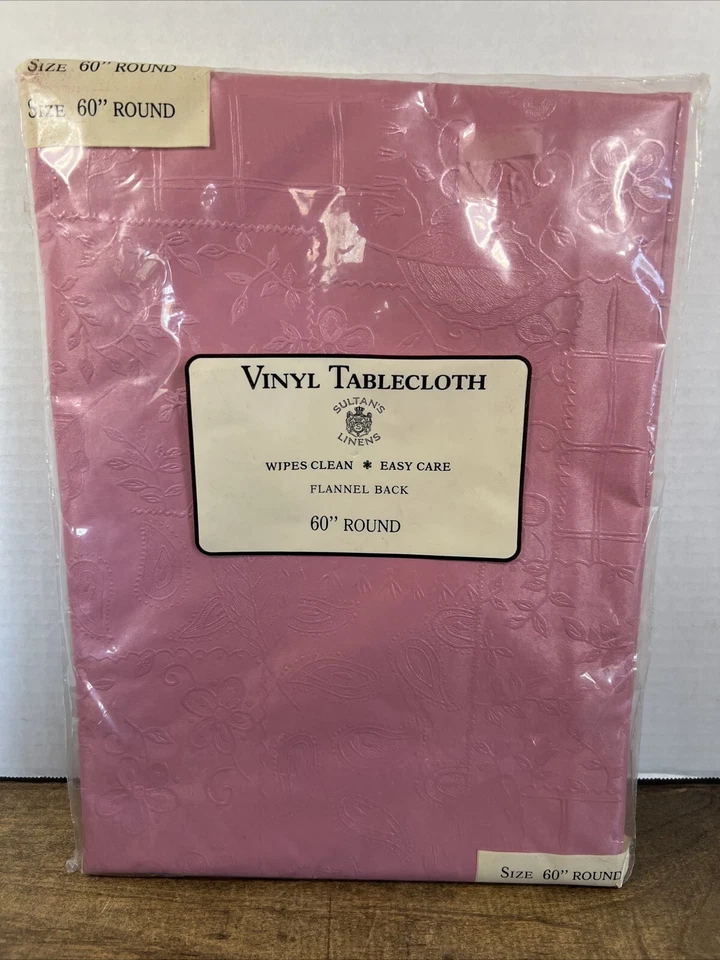 SIZE 60" ROUND
SIZE 60" ROUND
VINYL TABLECLOTH
SULTAN'S
LINENS
WIPES CLEAN * EASY CARE
FLANNEL BACK
60" ROUND
SIZE 60" ROUND